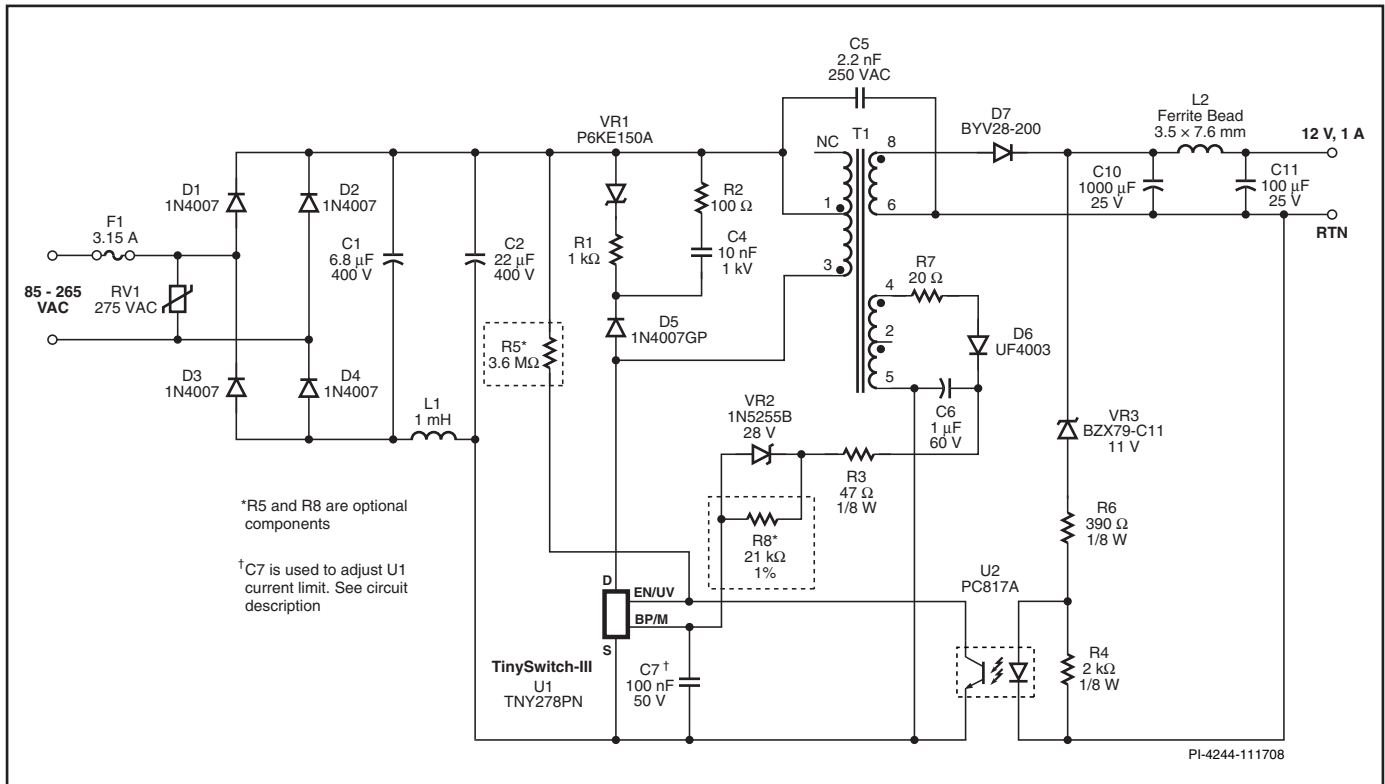 C5
2.2 nF
250 VAC
VR1
P6KE150A
NC
T1
8
D7
BYV28-200
L2
Ferrite Bead
3.5 × 7.6 mm
12 V, 1 A
D1
1N4007
D2
1N4007
F1
3.15 A
C1
6.8 µF
400 V
C2
22 µF
400 V
R1
1 kΩ
R2
100 Ω
C4
10 nF
1 kV
1
3
6
C10
1000 µF
25 V
C11
100 µF
25 V
RTN
85 - 265
VAC
RV1
275 VAC
R7
20 Ω
4
2
5
D5
1N4007GP
D6
UF4003
D3
1N4007
D4
1N4007
R5*
3.6 MΩ
L1
1 mH
C6
1 µF
60 V
VR2
1N5255B
28 V
VR3
BZX79-C11
11 V
R3
47 Ω
1/8 W
*R5 and R8 are optional
components
R8*
21 kΩ
1%
R6
390 Ω
1/8 W
†C7 is used to adjust U1
current limit. See circuit
description
D
EN/UV
BP/M
S
U2
PC817A
TinySwitch-III
U1
TNY278PN
C7 †
100 nF
50 V
R4
2 kΩ
1/8 W
PI-4244-111708